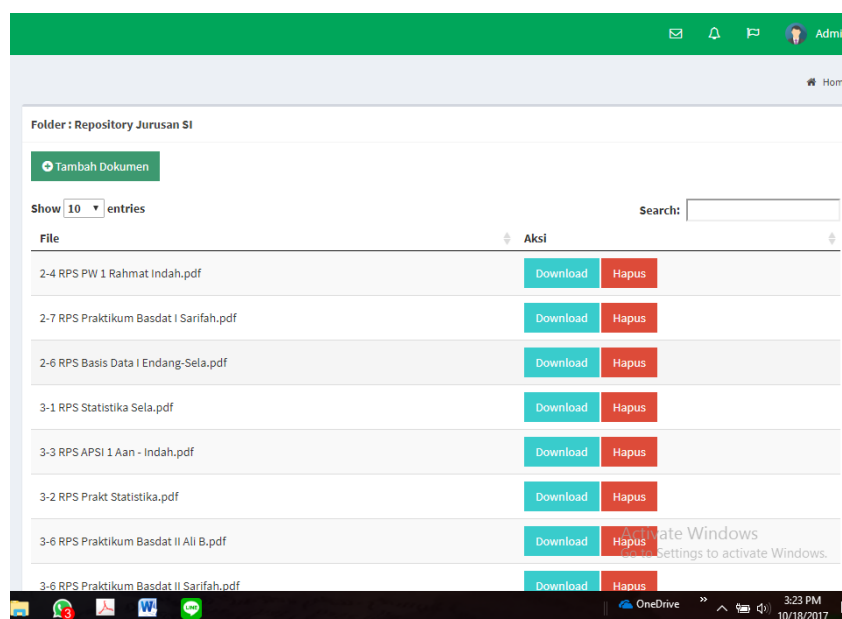 Admi
Hom
Folder : Repository Jurusan SI
Tambah Dokumen
Show 10 entries
Search:
File Aksi
2-4 RPS PW 1 Rahmat Indah.pdf Download Hapus
2-7 RPS Praktikum Basdat I Sarifah.pdf Download Hapus
2-6 RPS Basis Data I Endang-Sela.pdf Download Hapus
3-1 RPS Statistika Sela.pdf Download Hapus
3-3 RPS APSI 1 Aan - Indah.pdf Download Hapus
3-2 RPS Prakt Statistika.pdf Download Hapus
3-6 RPS Praktikum Basdat II Ali B.pdf Download Hapus
Activate Windows
Go to Settings to activate Windows.
3-6 RPS Praktikum Basdat II Sarifah.pdf Download Hapus
3 W LINE OneDrive » 3:23 PM
10/18/2017